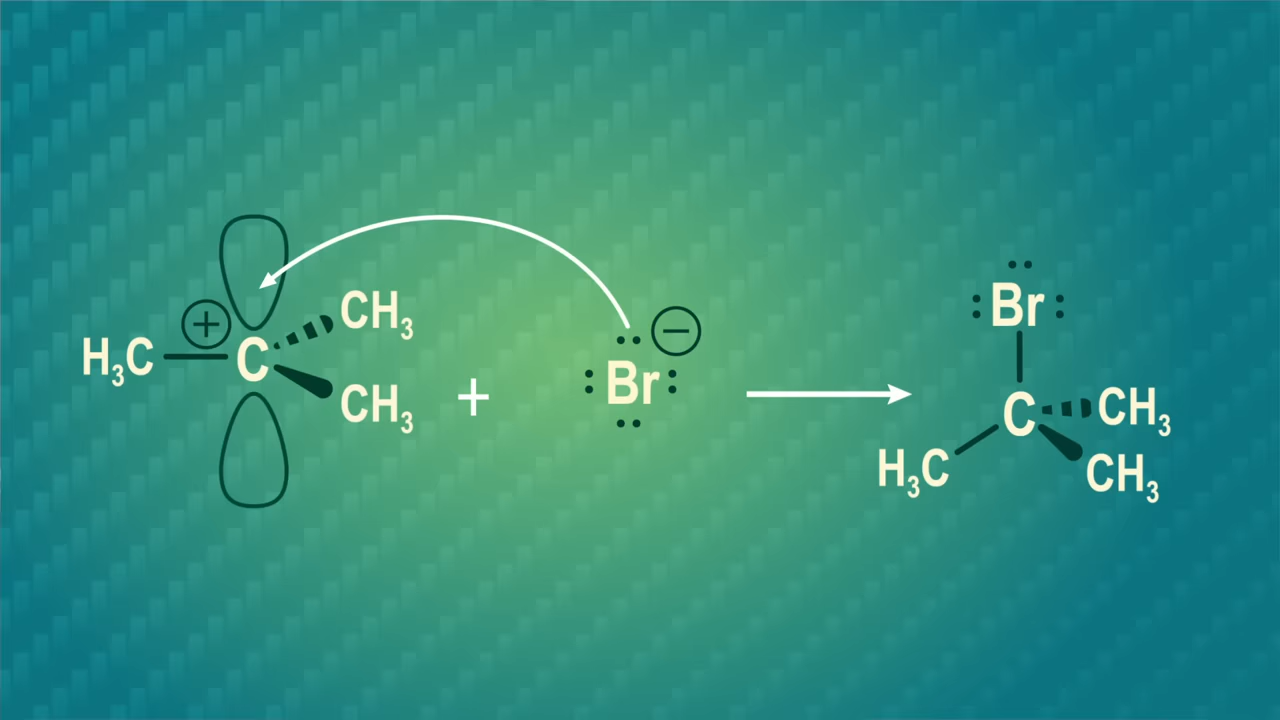 H₃C C CH₃
CH₃
+
+
Br
−
Br
C CH₃
H₃C CH₃